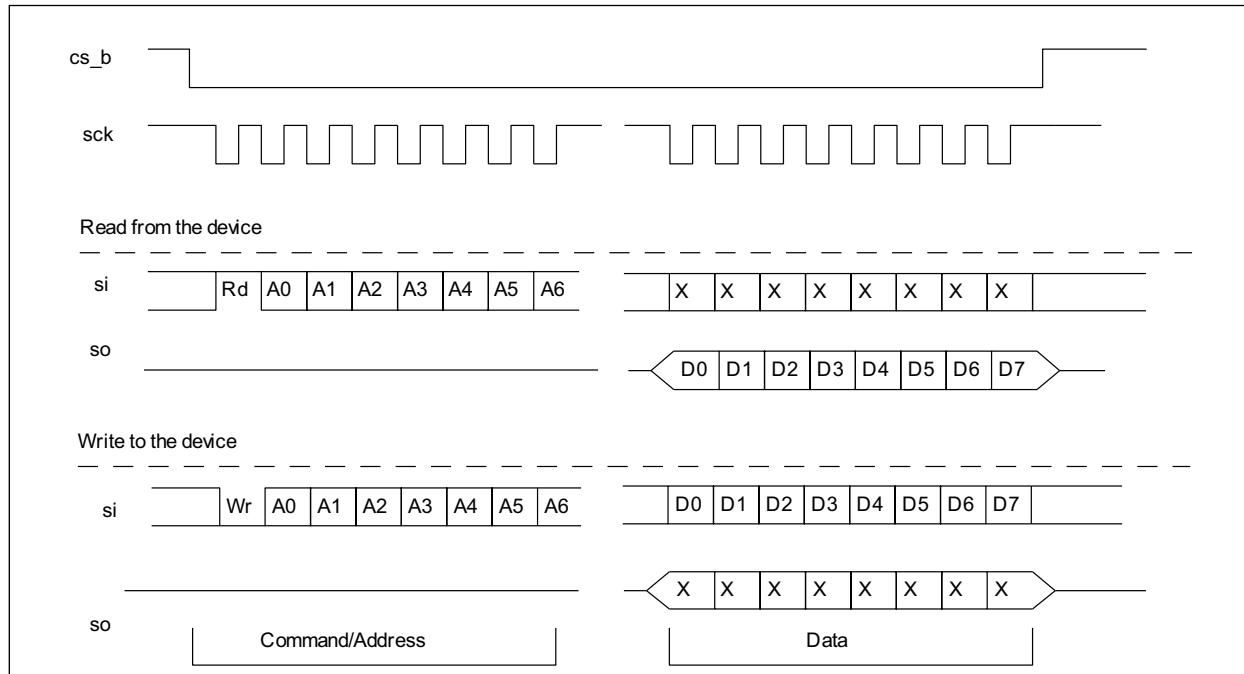 cs_b
sck
Read from the device
si Rd A0 A1 A2 A3 A4 A5 A6 X X X X X X X X
so D0 D1 D2 D3 D4 D5 D6 D7
Write to the device
si Wr A0 A1 A2 A3 A4 A5 A6 D0 D1 D2 D3 D4 D5 D6 D7
so X X X X X X X X
Command/Address Data